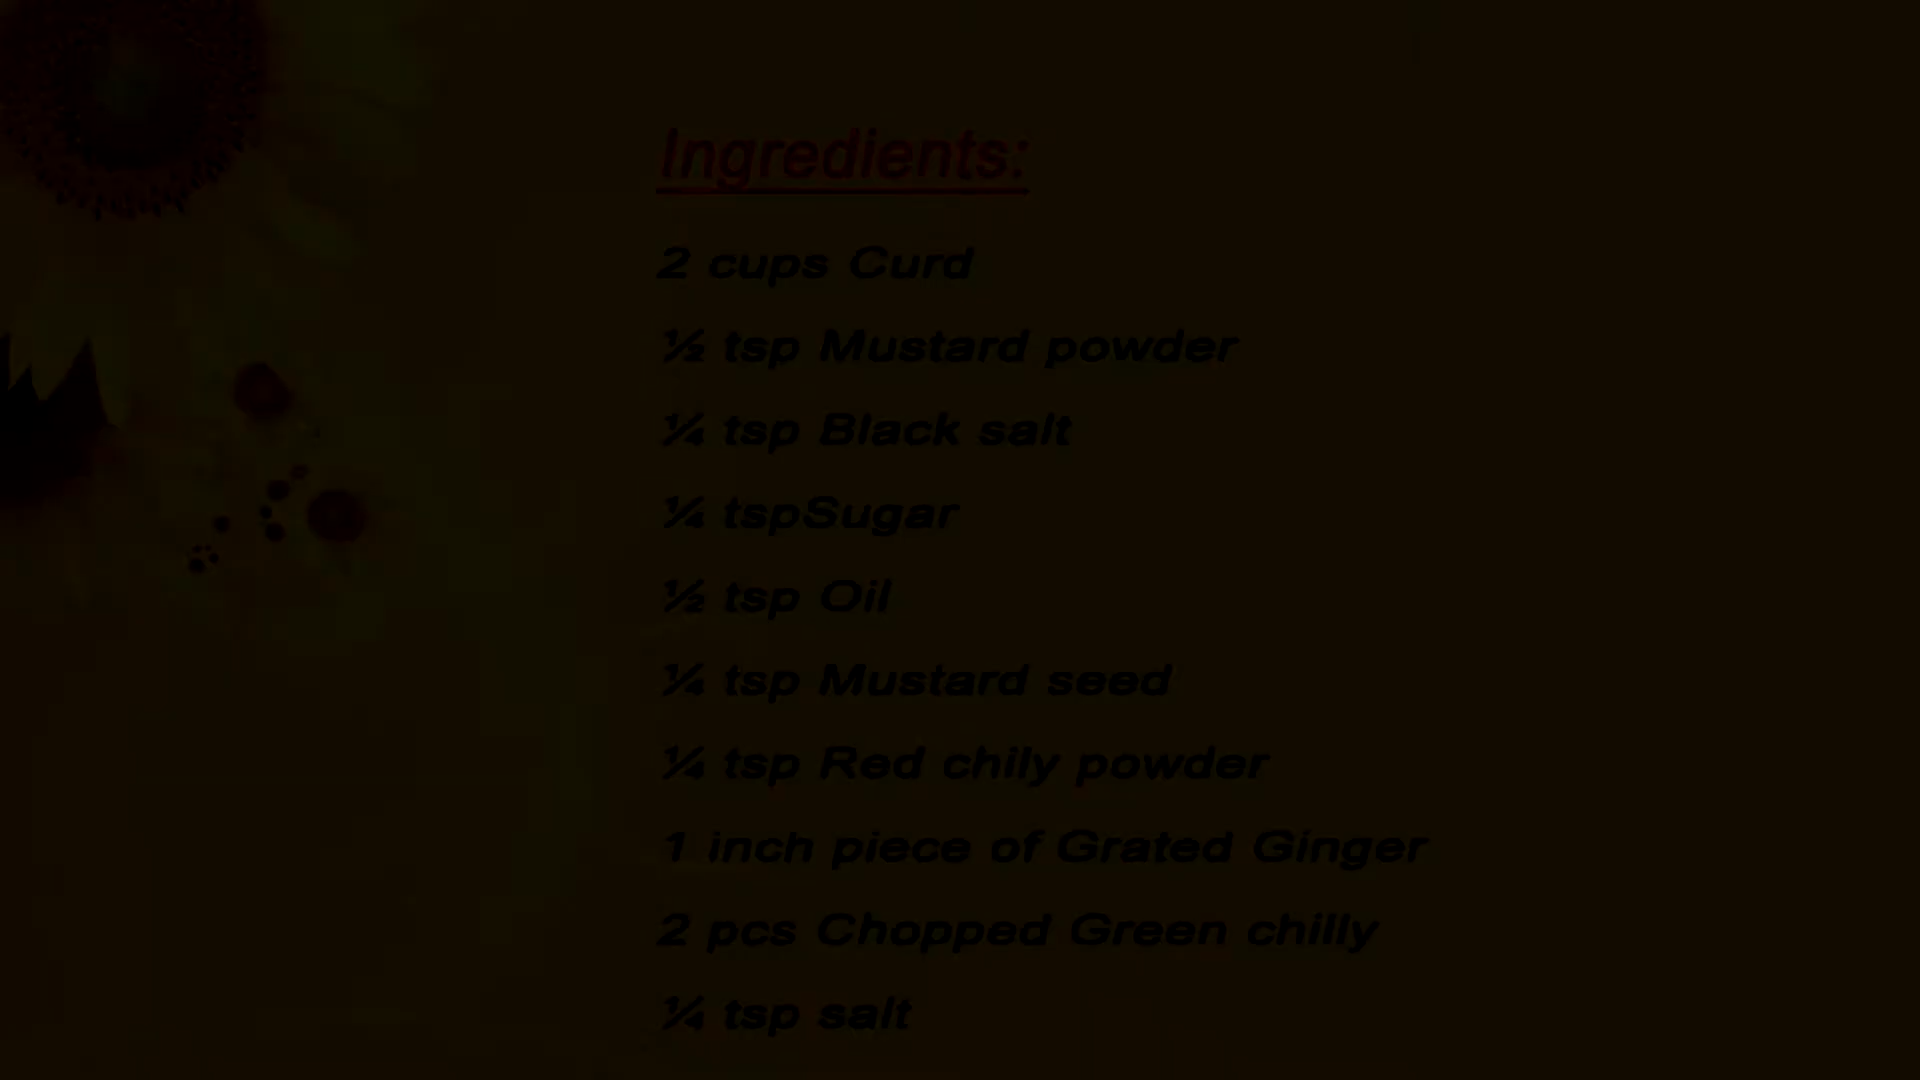 Ingredients:
2 cups Curd
½ tsp Mustard powder
¼ tsp Black salt
¼ tspSugar
½ tsp Oil
¼ tsp Mustard seed
¼ tsp Red chily powder
1 inch piece of Grated Ginger
2 pcs Chopped Green chilly
¼ tsp salt